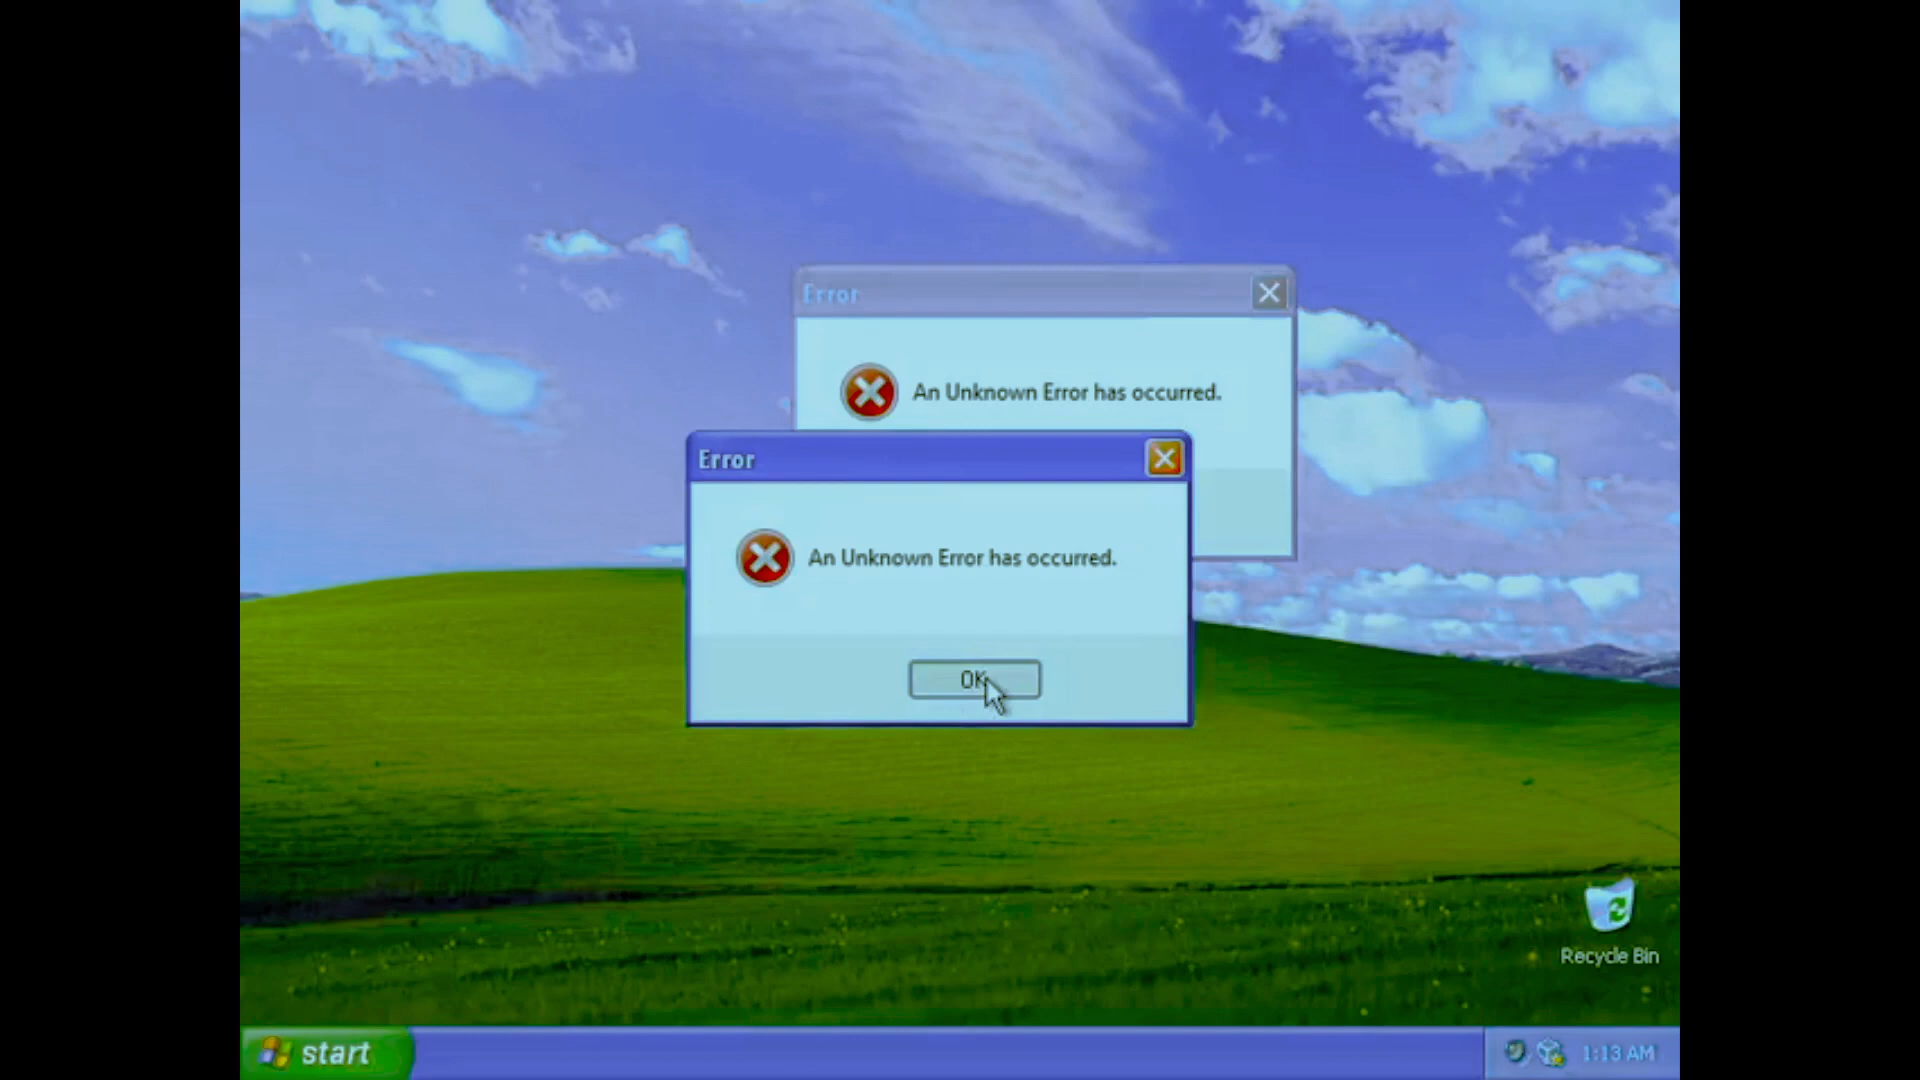 Error
An Unknown Error has occurred.
Error
An Unknown Error has occurred.
OK
Recycle Bin
start
1:13 AM